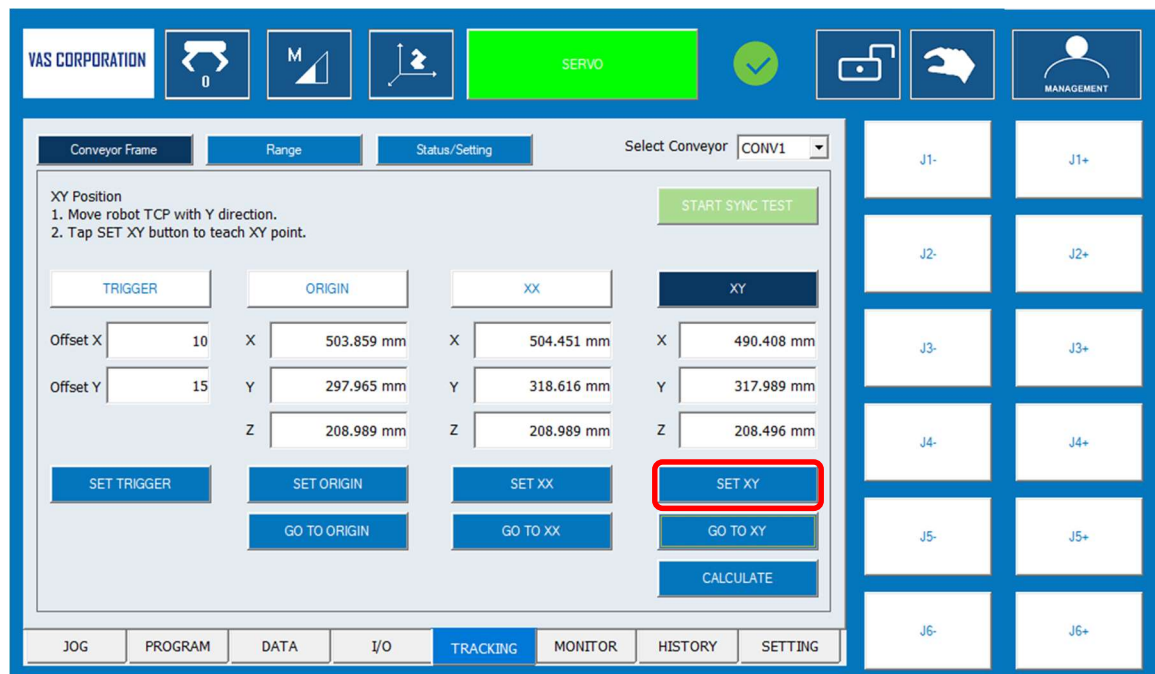 VAS CORPORATION
0
M
2
SERVO
MANAGEMENT
Conveyor Frame
Range
Status/Setting
Select Conveyor
CONV1
XY Position
1. Move robot TCP with Y direction.
2. Tap SET XY button to teach XY point.
START SYNC TEST
TRIGGER
ORIGIN
XX
XY
Offset X 10
X 503.859 mm
X 504.451 mm
X 490.408 mm
Offset Y 15
Y 297.965 mm
Y 318.616 mm
Y 317.989 mm
Z 208.989 mm
Z 208.989 mm
Z 208.496 mm
SET TRIGGER
SET ORIGIN
SET XX
SET XY
GO TO ORIGIN
GO TO XX
GO TO XY
CALCULATE
JOG
PROGRAM
DATA
I/O
TRACKING
MONITOR
HISTORY
SETTING
J1-
J1+
J2-
J2+
J3-
J3+
J4-
J4+
J5-
J5+
J6-
J6+